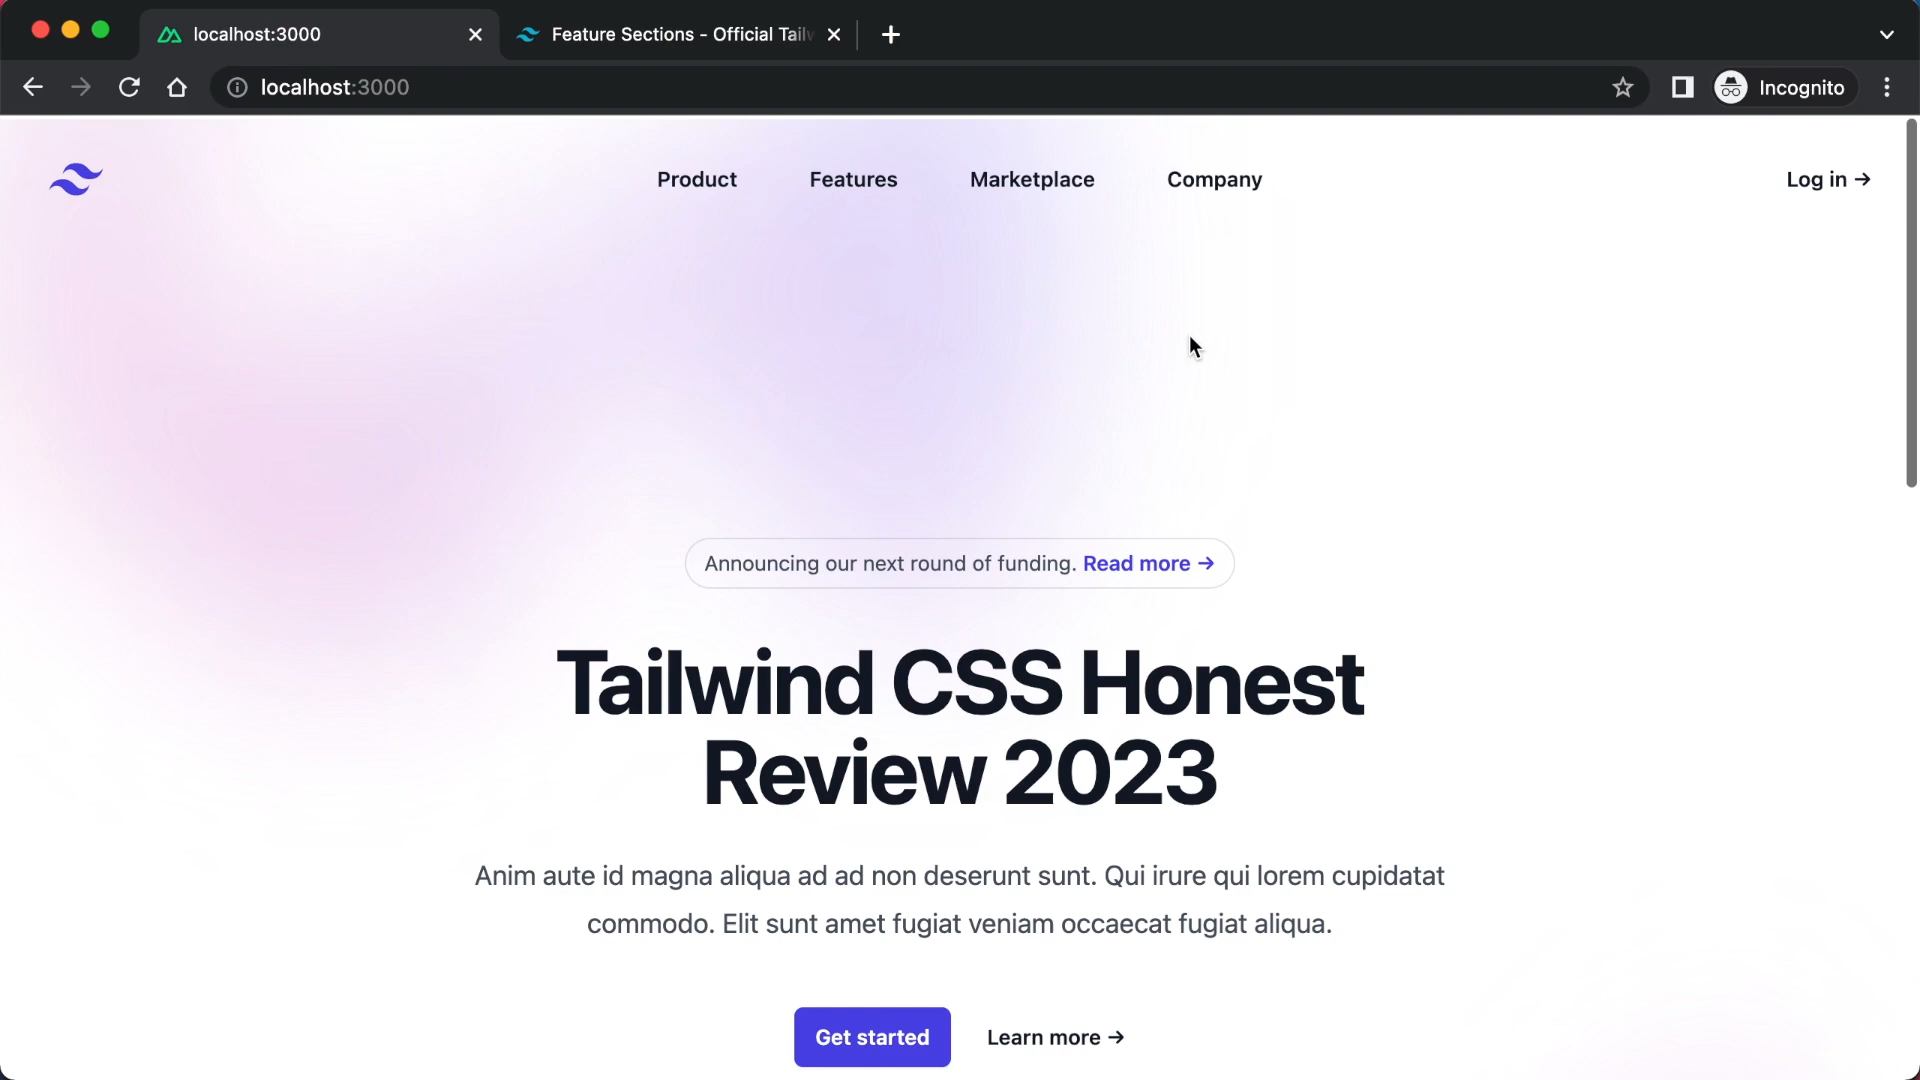 localhost:3000
Feature Sections - Official Tailw
localhost:3000
Incognito
Product
Features
Marketplace
Company
Log in →
Announcing our next round of funding. Read more →
Tailwind CSS Honest
Review 2023
Anim aute id magna aliqua ad ad non deserunt sunt. Qui irure qui lorem cupidatat
commodo. Elit sunt amet fugiat veniam occaecat fugiat aliqua.
Get started
Learn more →